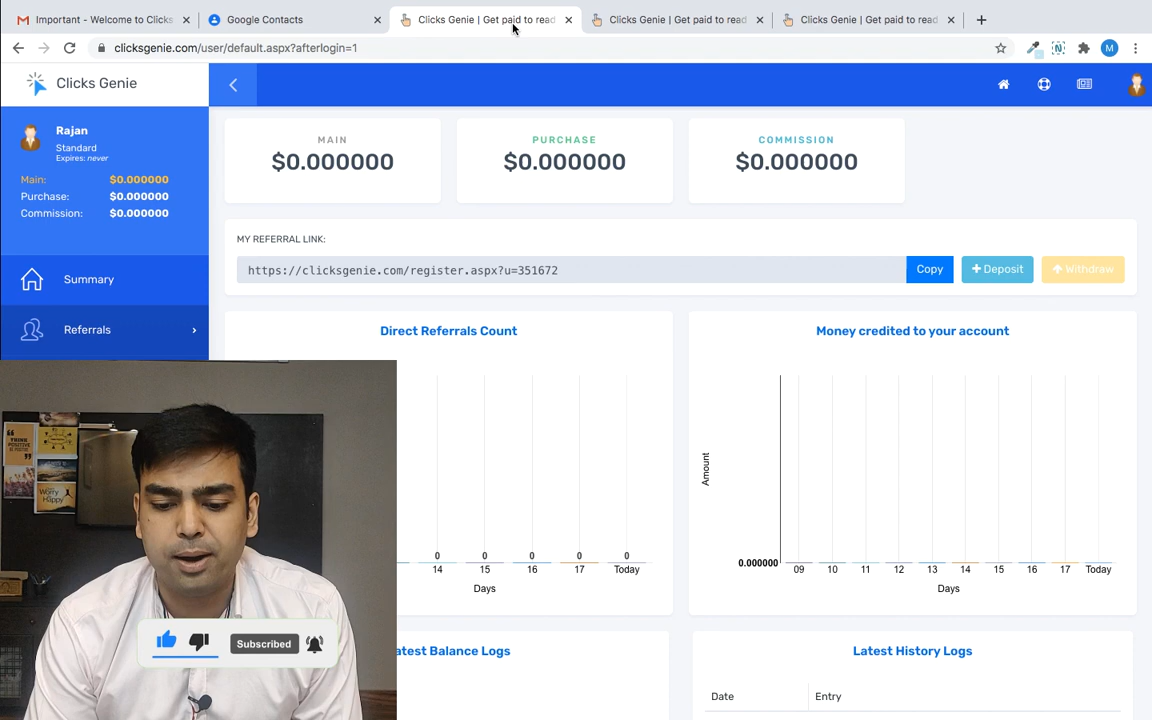 Important - Welcome to Clicks
Google Contacts
Clicks Genie | Get paid to read
Clicks Genie | Get paid to read
Clicks Genie | Get paid to read
clicksgenie.com/user/default.aspx?afterlogin=1
M
Clicks Genie
Rajan
Standard
Expires: never
Main: $0.000000
Purchase: $0.000000
Commission: $0.000000
Summary
Referrals
MAIN
$0.000000
PURCHASE
$0.000000
COMMISSION
$0.000000
MY REFERRAL LINK:
https://clicksgenie.com/register.aspx?u=351672
Copy
Deposit
Withdraw
Direct Referrals Count
0 0 0 0 0
14 15 16 17 Today
Days
Money credited to your account
Amount
0.000000
09 10 11 12 13 14 15 16 17 Today
Days
atest Balance Logs
Latest History Logs
Date Entry
THINK POSITIVE
Worry
Happy
Subscribed